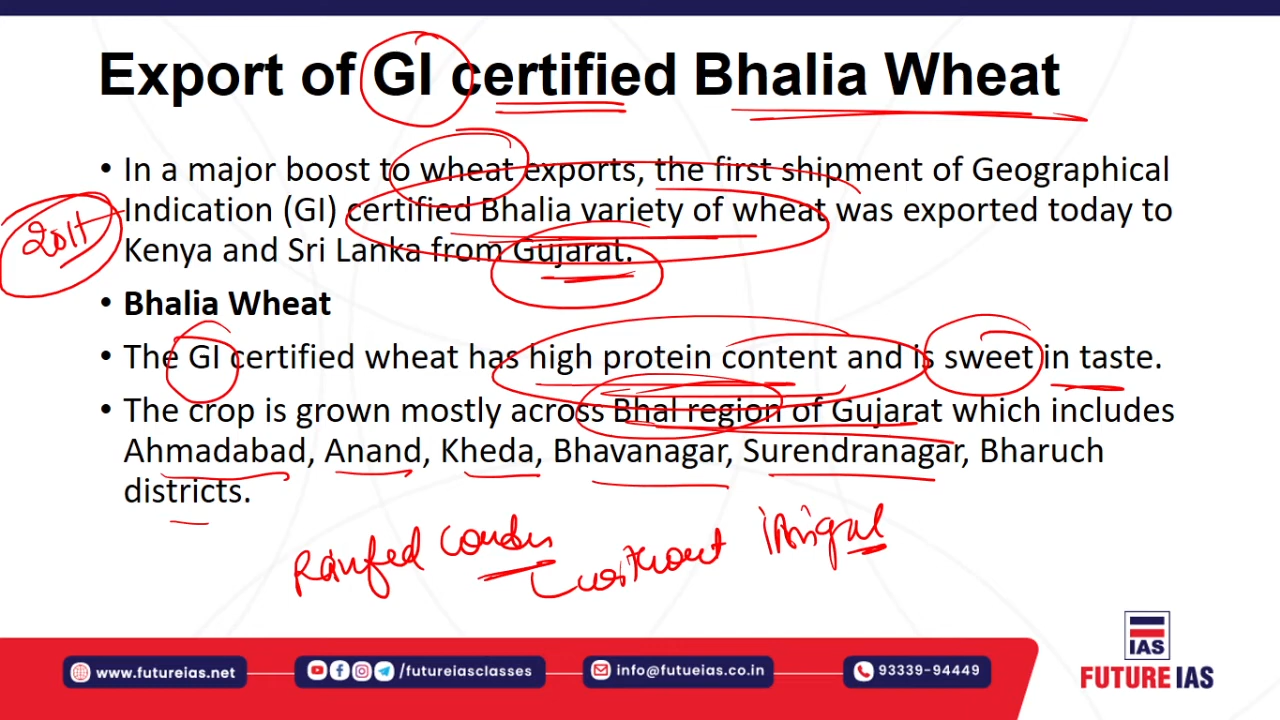 Export of GI certified Bhalia Wheat
• In a major boost to wheat exports, the first shipment of Geographical
Indication (GI) certified Bhalia variety of wheat was exported today to
Kenya and Sri Lanka from Gujarat.
• Bhalia Wheat
• The GI certified wheat has high protein content and is sweet in taste.
• The crop is grown mostly across Bhal region of Gujarat which includes
Ahmadabad, Anand, Kheda, Bhavanagar, Surendranagar, Bharuch
districts.
Rainfed
without
IAS
FUTURE IAS
www.futureias.net
/futureiasclasses
info@futueias.co.in
93339-94449